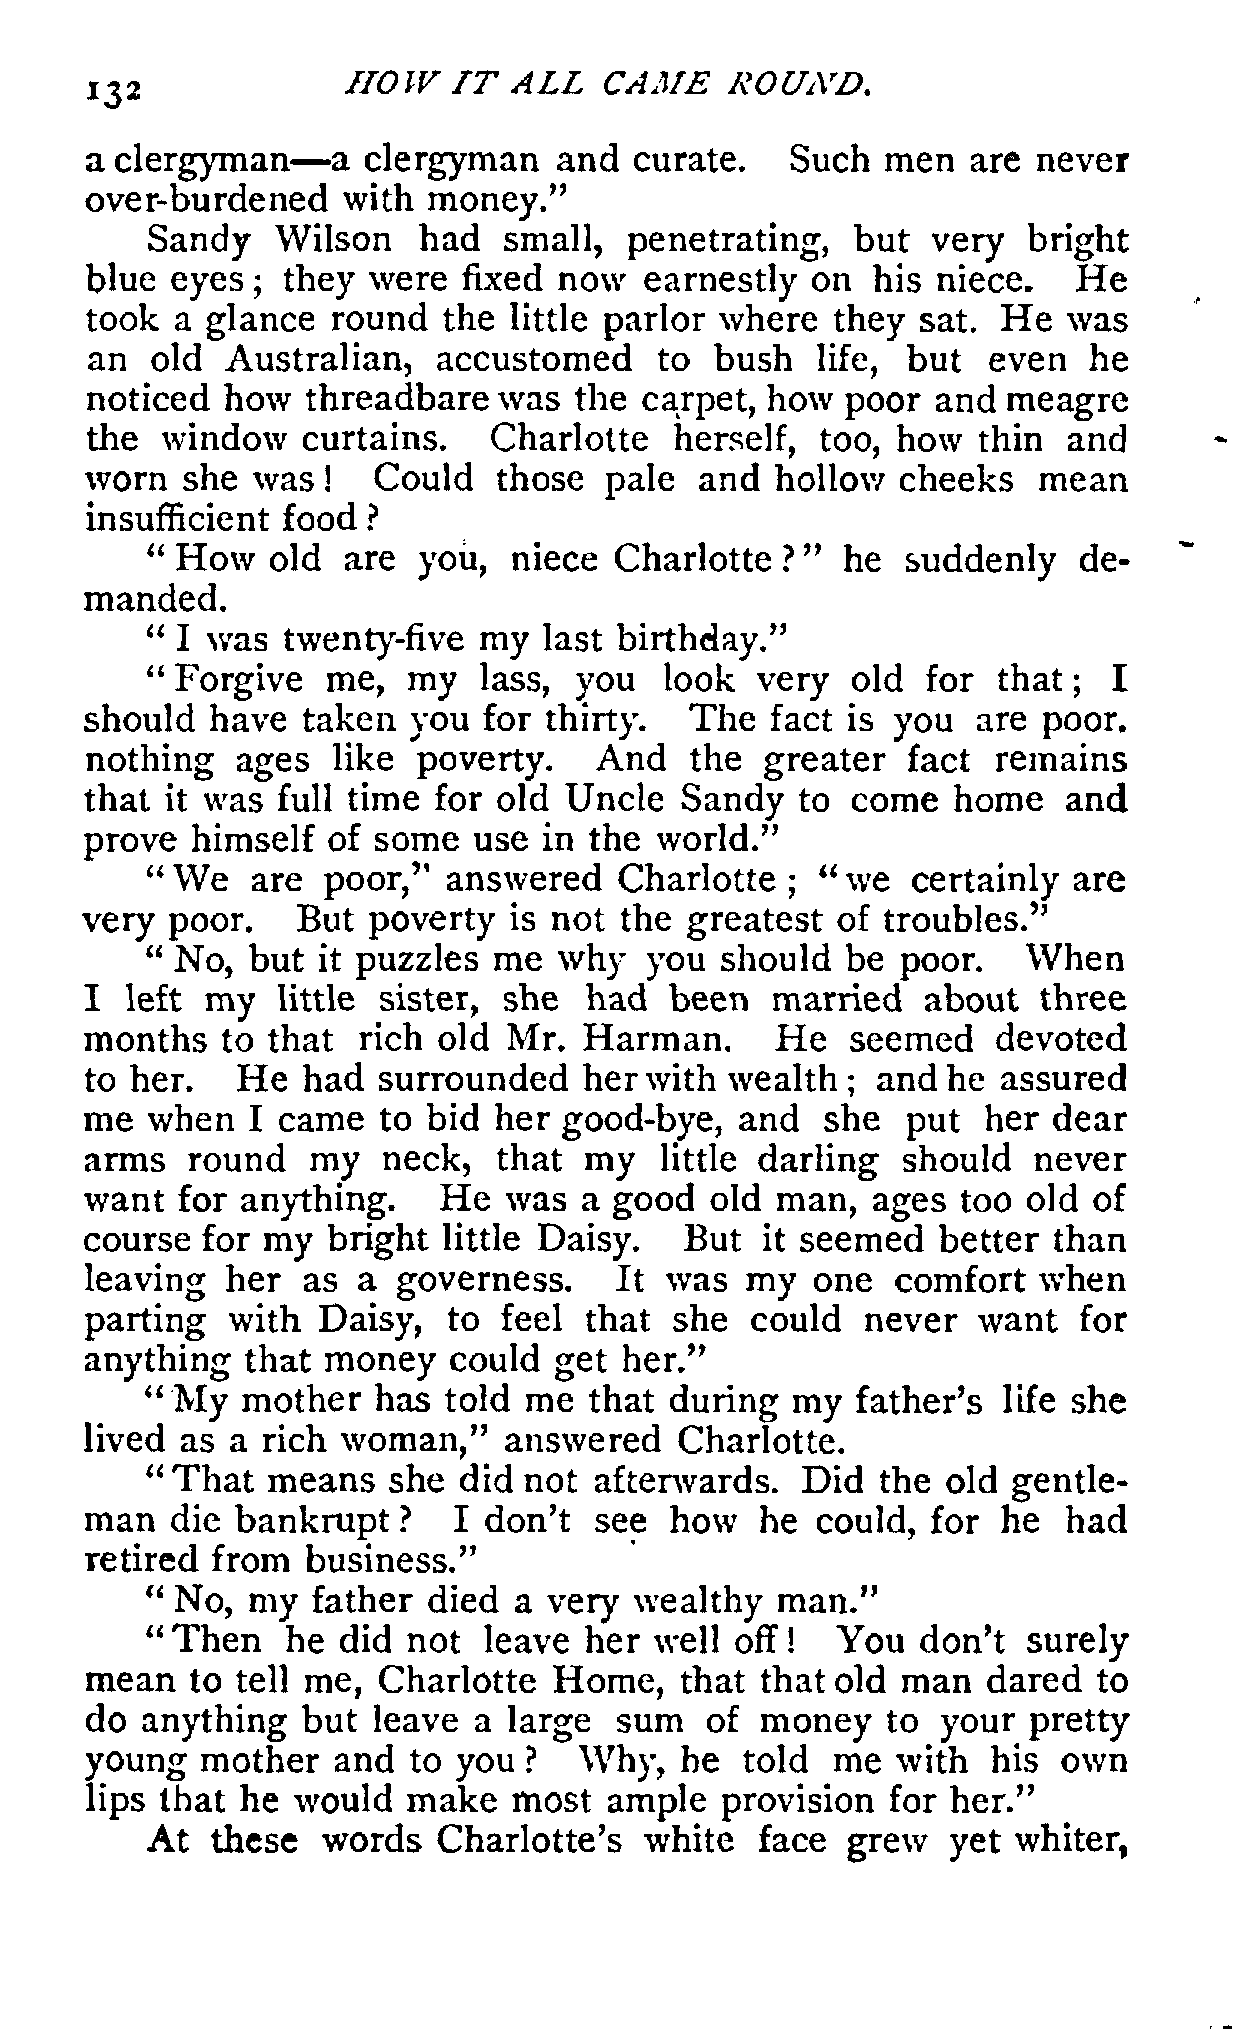 132 HOW IT ALL CAME ROUND.
a clergyman—a clergyman and curate. Such men are never
over-burdened with money."
Sandy Wilson had small, penetrating, but very bright
blue eyes; they were fixed now earnestly on his niece. He
took a glance round the little parlor where they sat. He was
an old Australian, accustomed to bush life, but even he
noticed how threadbare was the carpet, how poor and meagre
the window curtains. Charlotte herself, too, how thin and
worn she was! Could those pale and hollow cheeks mean
insufficient food?
"How old are you, niece Charlotte?" he suddenly de-
manded.
"I was twenty-five my last birthday."
"Forgive me, my lass, you look very old for that; I
should have taken you for thirty. The fact is you are poor.
nothing ages like poverty. And the greater fact remains
that it was full time for old Uncle Sandy to come home and
prove himself of some use in the world."
"We are poor," answered Charlotte; "we certainly are
very poor. But poverty is not the greatest of troubles."
"No, but it puzzles me why you should be poor. When
I left my little sister, she had been married about three
months to that rich old Mr. Harman. He seemed devoted
to her. He had surrounded her with wealth; and he assured
me when I came to bid her good-bye, and she put her dear
arms round my neck, that my little darling should never
want for anything. He was a good old man, ages too old of
course for my bright little Daisy. But it seemed better than
leaving her as a governess. It was my one comfort when
parting with Daisy, to feel that she could never want for
anything that money could get her."
"My mother has told me that during my father's life she
lived as a rich woman," answered Charlotte.
"That means she did not afterwards. Did the old gentle-
man die bankrupt? I don't see how he could, for he had
retired from business."
"No, my father died a very wealthy man."
"Then he did not leave her well off! You don't surely
mean to tell me, Charlotte Home, that that old man dared to
do anything but leave a large sum of money to your pretty
young mother and to you? Why, he told me with his own
lips that he would make most ample provision for her."
At these words Charlotte's white face grew yet whiter,